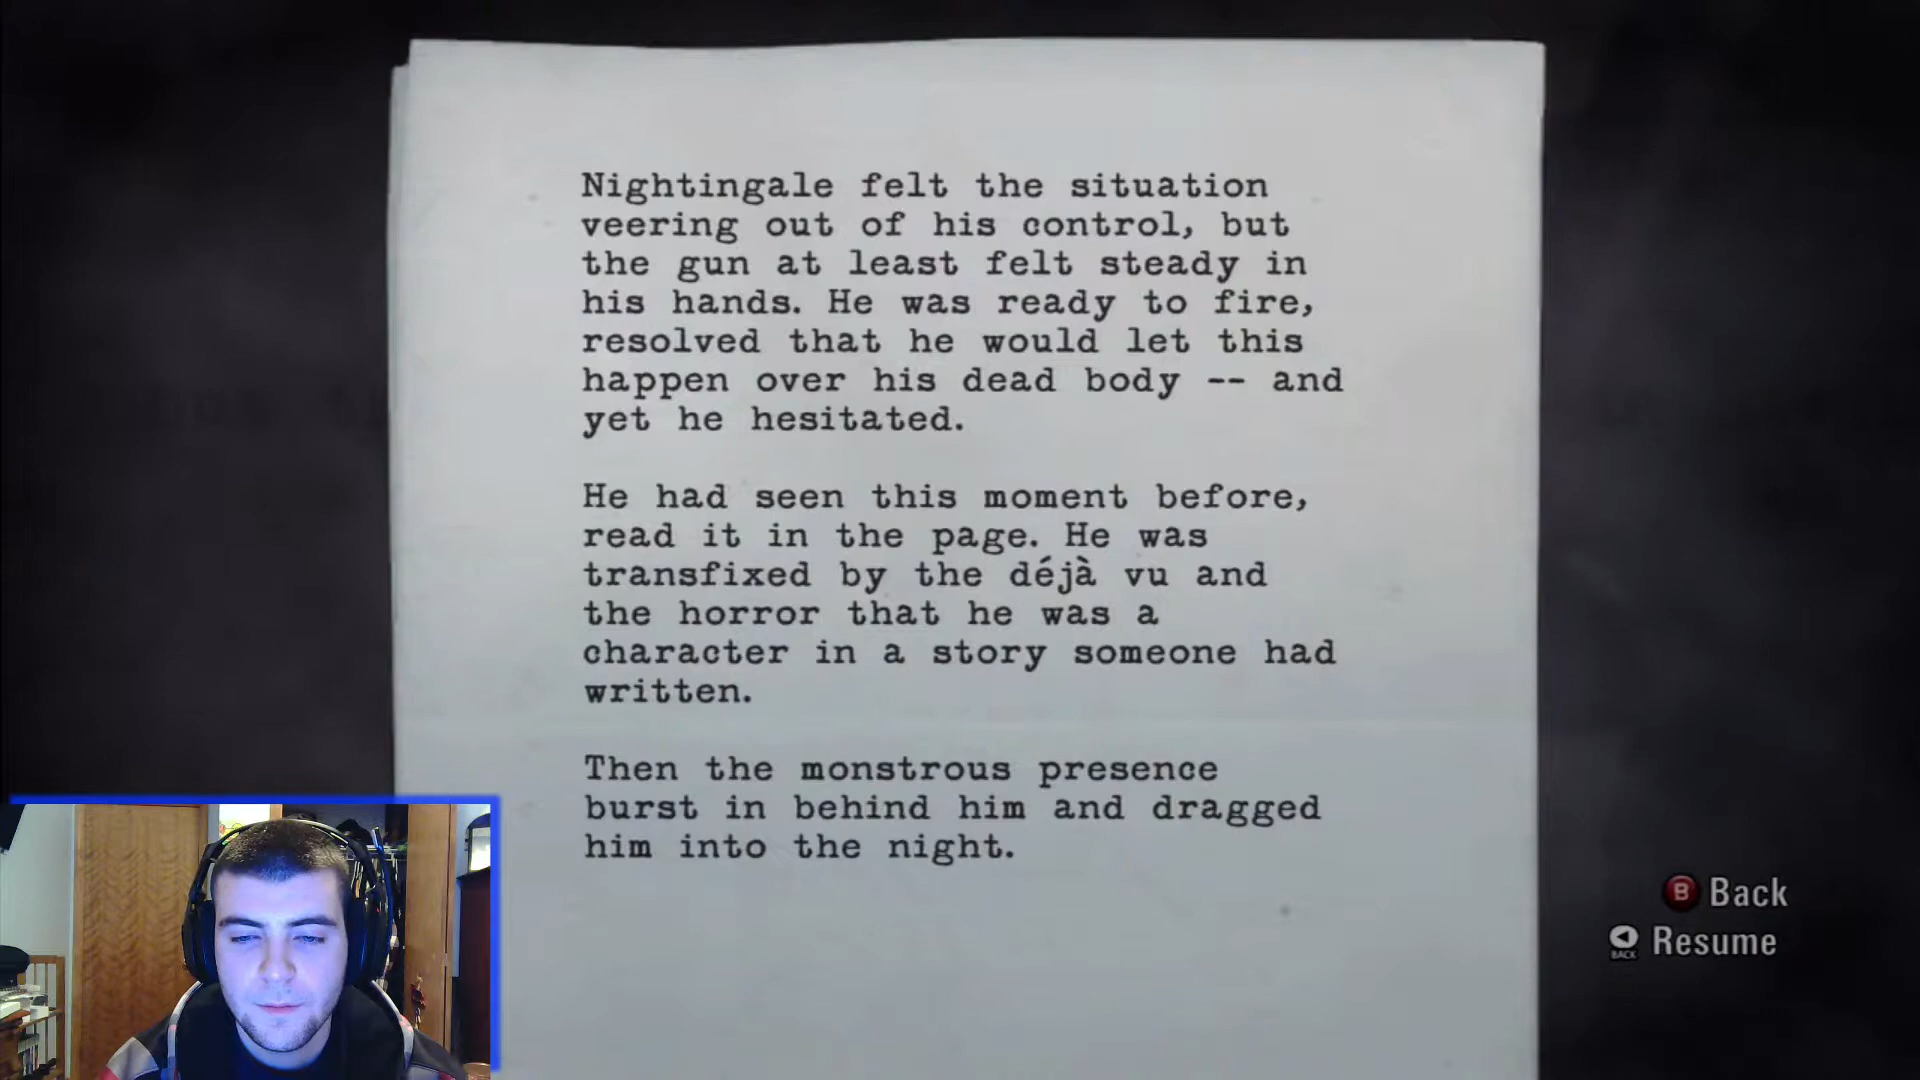 Nightingale felt the situation
veering out of his control, but
the gun at least felt steady in
his hands. He was ready to fire,
resolved that he would let this
happen over his dead body -- and
yet he hesitated.
He had seen this moment before,
read it in the page. He was
transfixed by the déjà vu and
the horror that he was a
character in a story someone had
written.
Then the monstrous presence
burst in behind him and dragged
him into the night.
B Back
BACK Resume